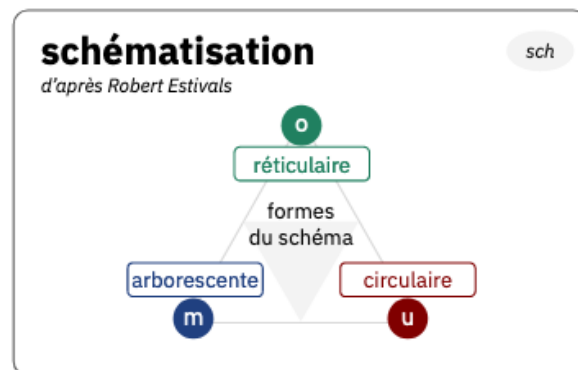 schématisation
sch
d'après Robert Estivals
o
réticulaire
formes
du schéma
arborescente
circulaire
m
u